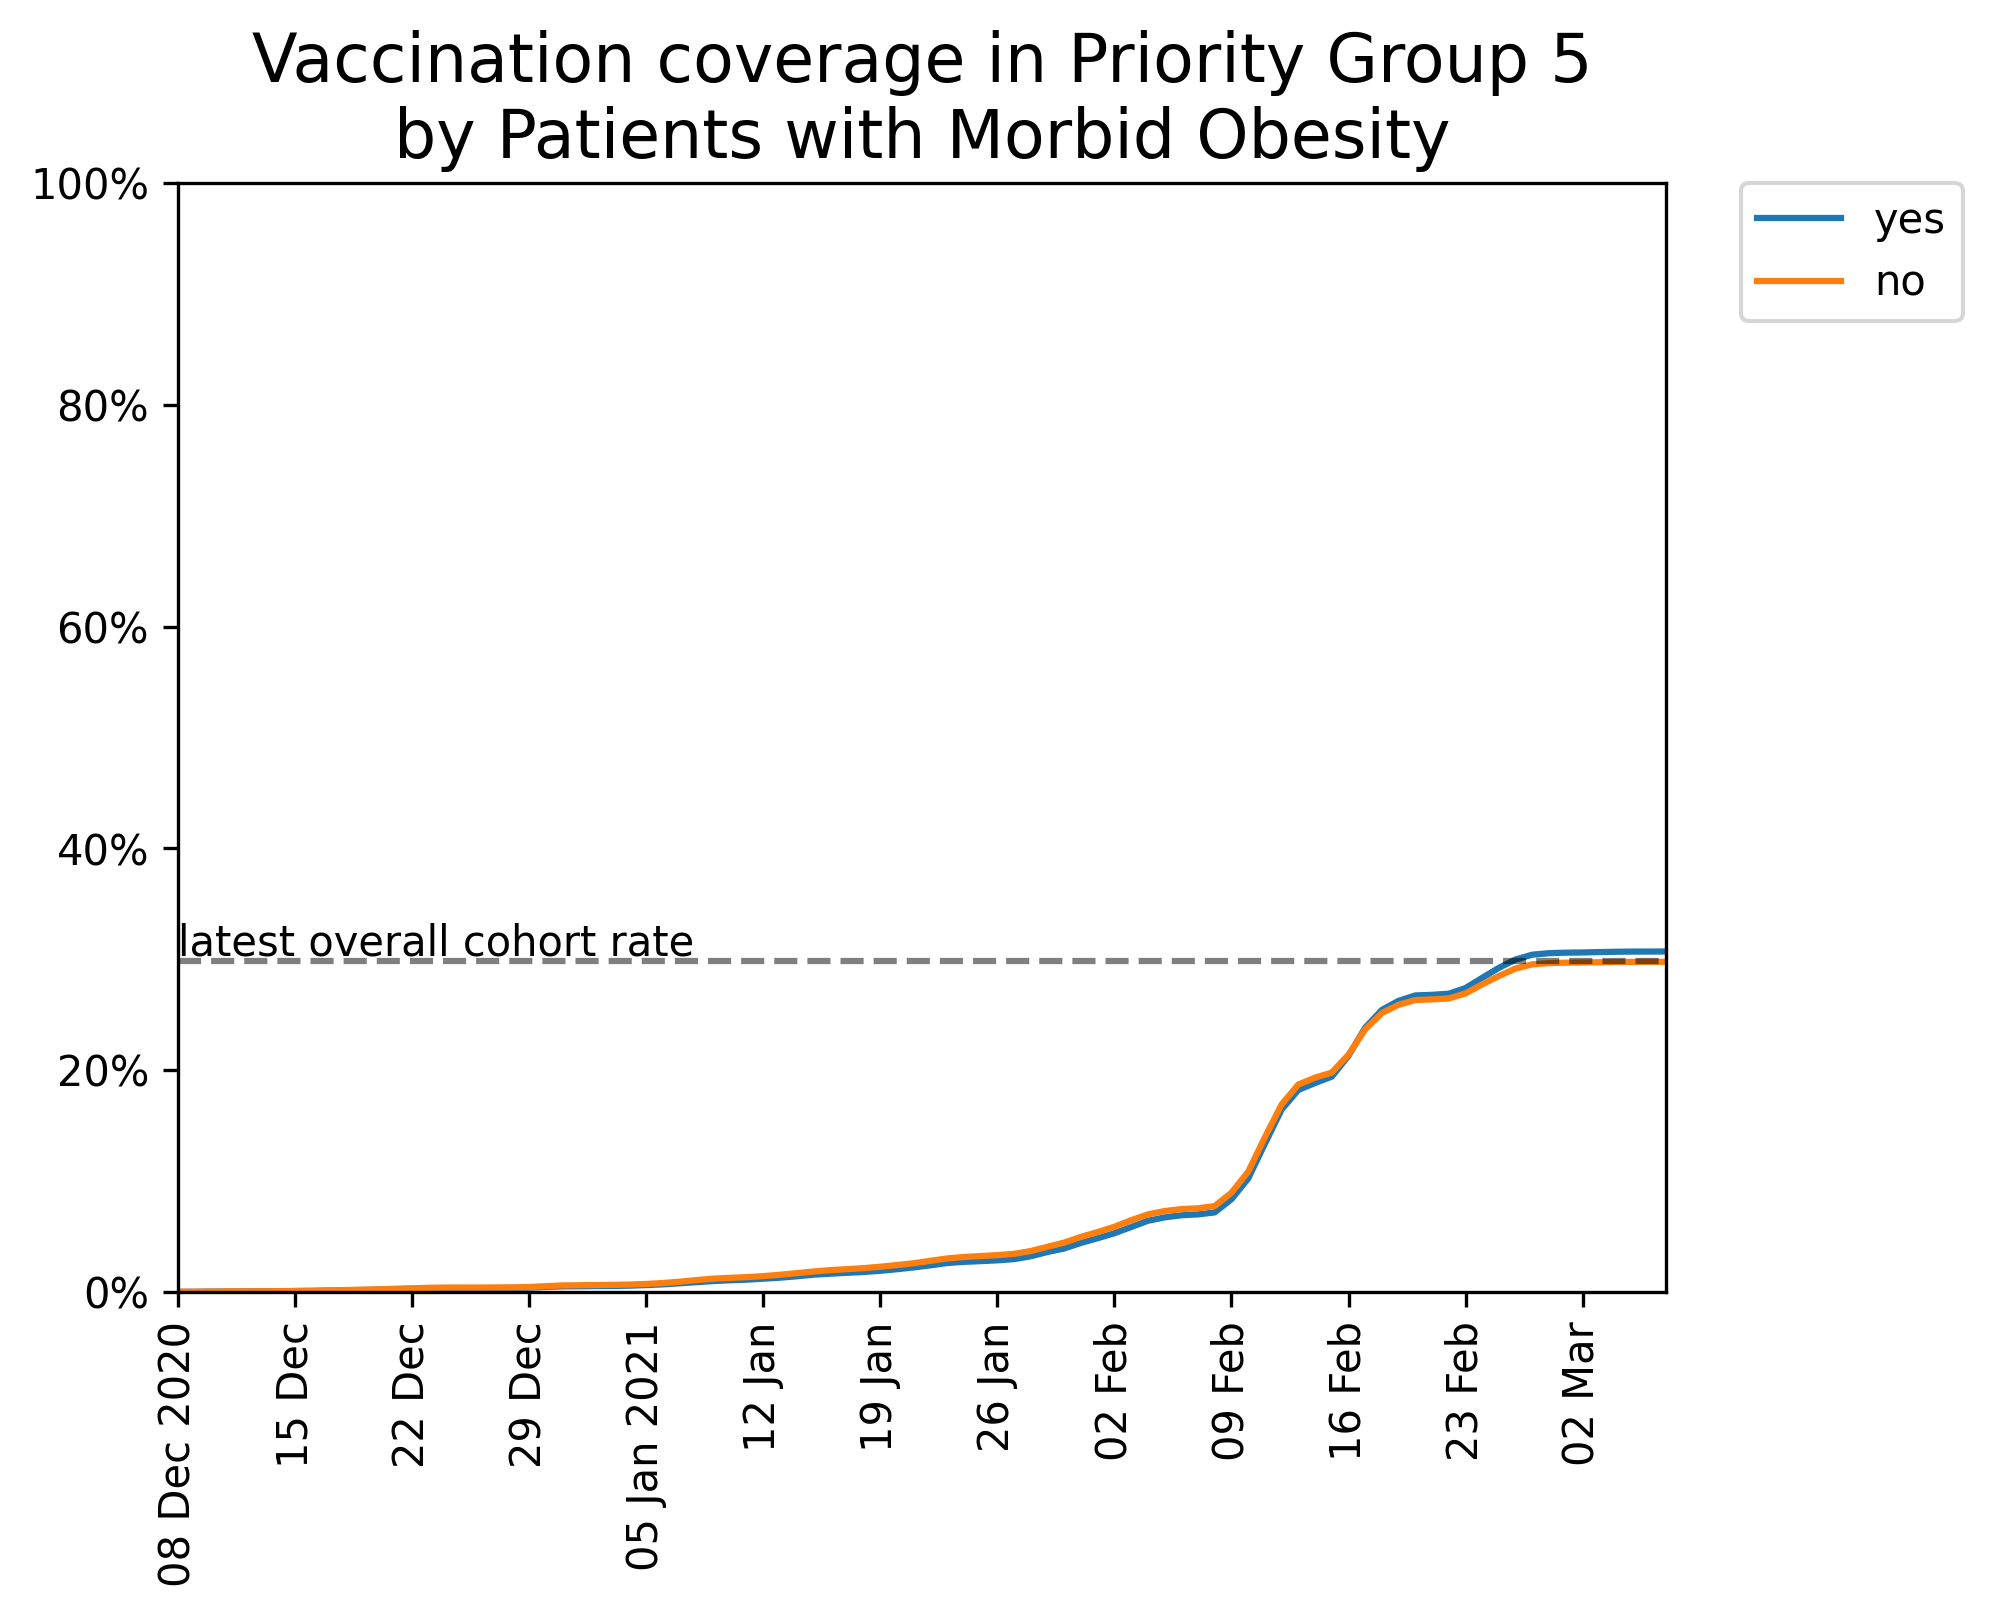 Vaccination coverage in Priority Group 5
by Patients with Morbid Obesity
100%
80%
60%
40%
20%
0%
latest overall cohort rate
yes
no
08 Dec 2020
15 Dec
22 Dec
29 Dec
05 Jan 2021
12 Jan
19 Jan
26 Jan
02 Feb
09 Feb
16 Feb
23 Feb
02 Mar